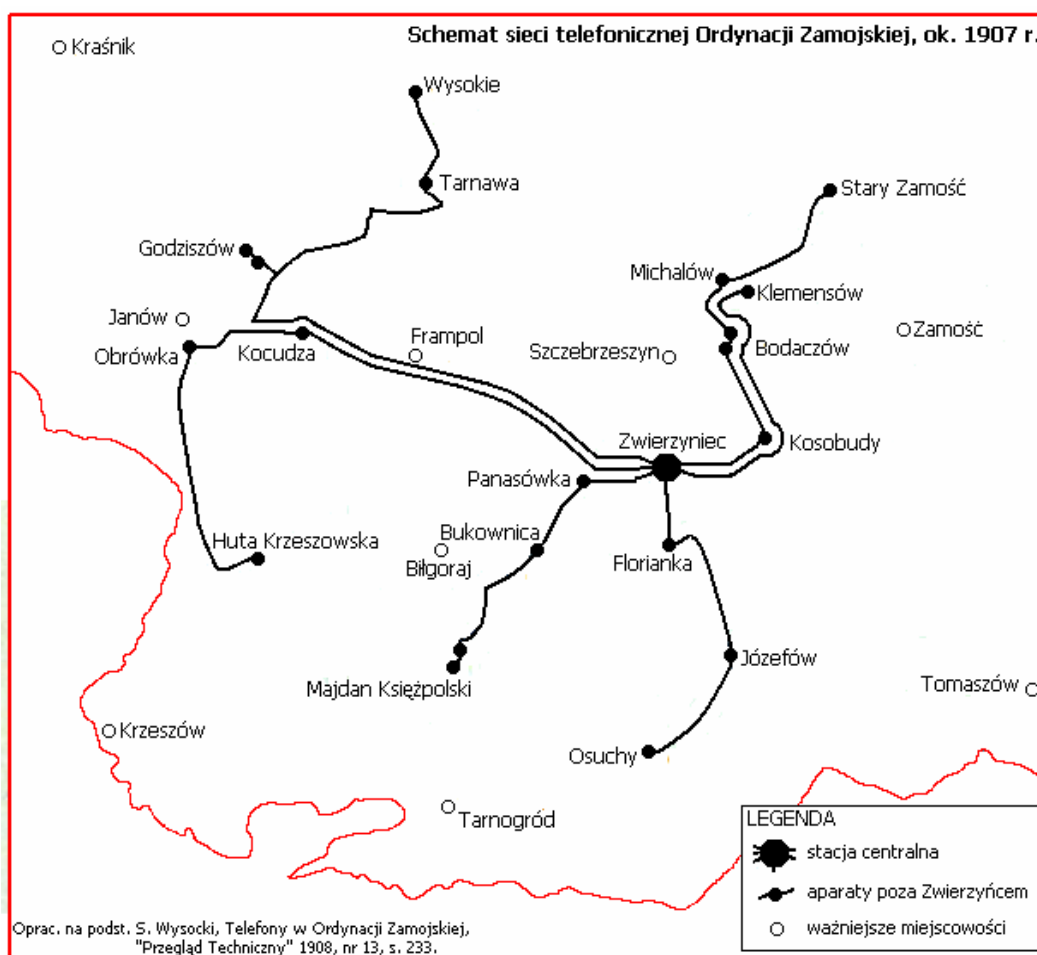 Schemat sieci telefonicznej Ordynacji Zamojskiej, ok. 1907 r.
Kraśnik
Wysokie
Tarnawa
Stary Zamość
Godziszów
Michalów
Klemensów
Janów
Zamość
Obrówka
Kocudza
Frampol
Szczebrzeszyn
Bodaczów
Zwierzyniec
Kosobudy
Panasówka
Huta Krzeszowska
Bukownica
Biłgoraj
Florianka
Józefów
Majdan Księżpolski
Tomaszów
Krzeszów
Osuchy
Tarnogród
LEGENDA
stacja centralna
aparaty poza Zwierzyńcem
ważniejsze miejscowości
Oprac. na podst. S. Wysocki, Telefony w Ordynacji Zamojskiej,
"Przegląd Techniczny" 1908, nr 13, s. 233.